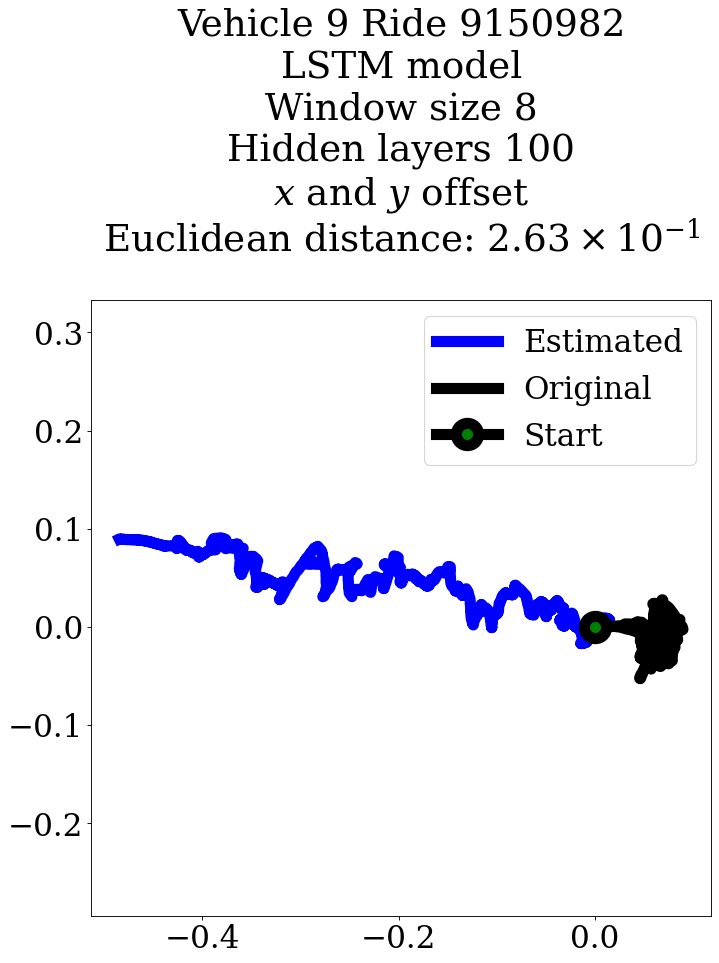 Vehicle 9 Ride 9150982
LSTM model
Window size 8
Hidden layers 100
x and y offset
Euclidean distance: 2.63 × 10⁻¹
0.3
Estimated
Original
Start
0.2
0.1
0.0
−0.1
−0.2
−0.4
−0.2
0.0